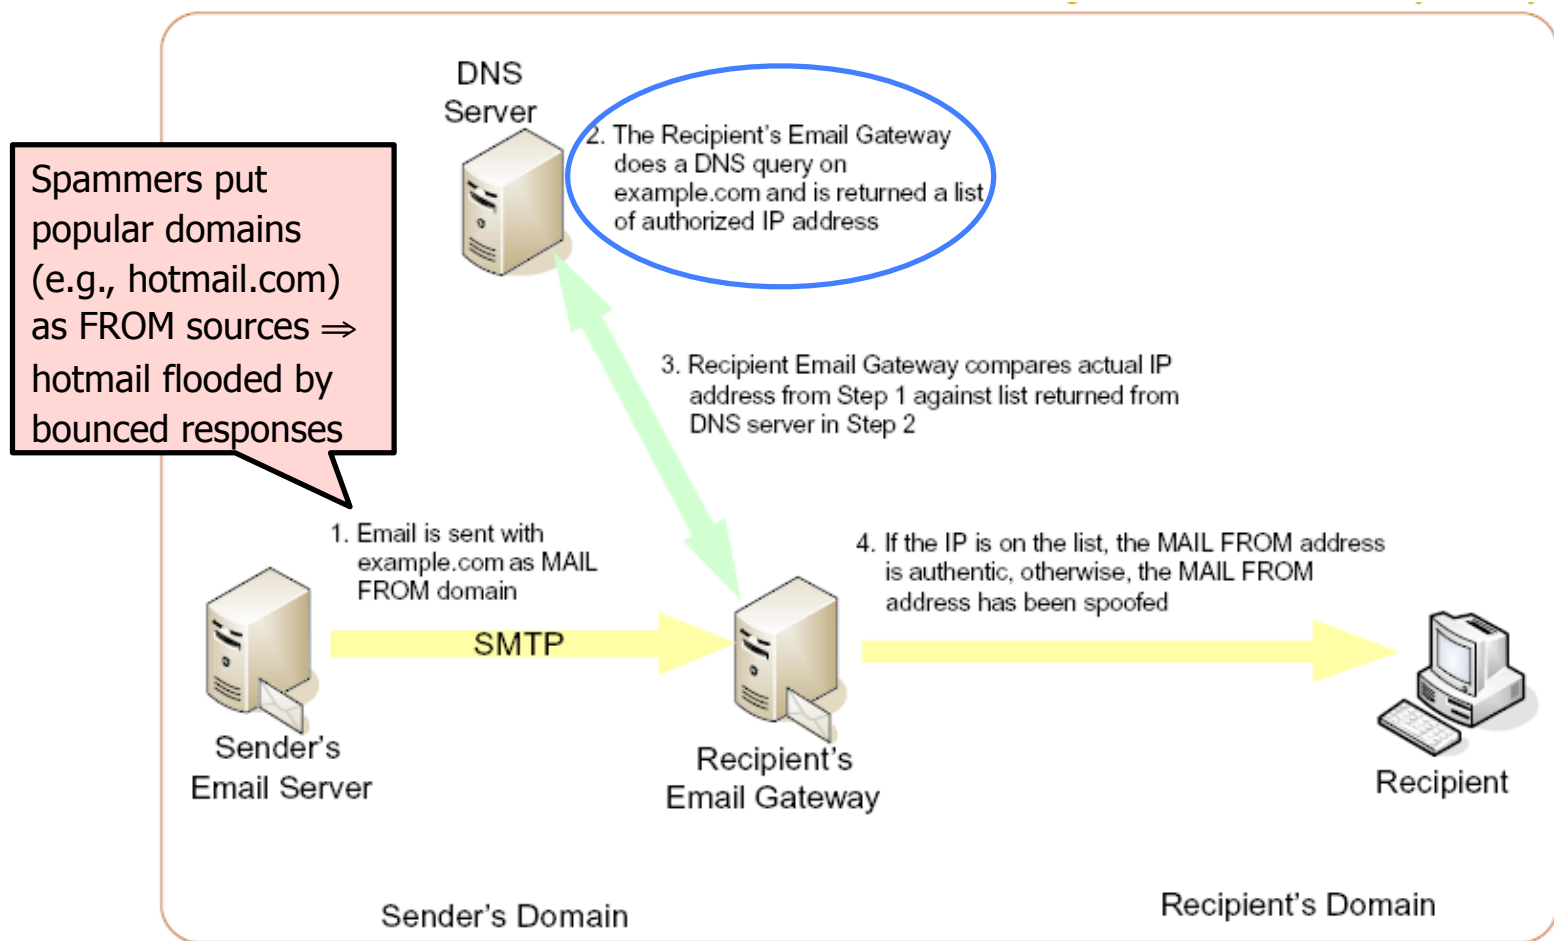 DNS
Server
2. The Recipient's Email Gateway
does a DNS query on
example.com and is returned a list
of authorized IP address
Spammers put
popular domains
(e.g., hotmail.com)
as FROM sources ⇒
hotmail flooded by
bounced responses
3. Recipient Email Gateway compares actual IP
address from Step 1 against list returned from
DNS server in Step 2
1. Email is sent with
example.com as MAIL
FROM domain
4. If the IP is on the list, the MAIL FROM address
is authentic, otherwise, the MAIL FROM
address has been spoofed
SMTP
Sender's
Email Server
Recipient's
Email Gateway
Recipient
Sender's Domain
Recipient's Domain